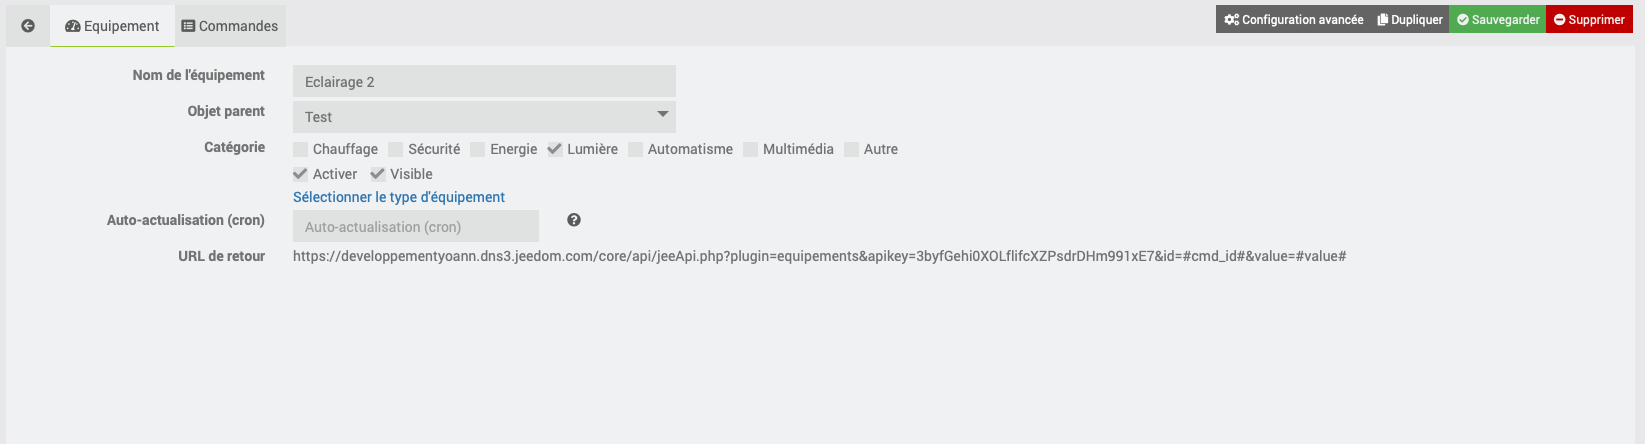 Equipement Commandes Configuration avancée Dupliquer Sauvegarder Supprimer
Nom de l'équipement Eclairage 2
Objet parent Test
Catégorie Chauffage Sécurité Energie Lumière Automatisme Multimédia Autre
Activer Visible
Sélectionner le type d'équipement
Auto-actualisation (cron) Auto-actualisation (cron)
URL de retour https://developpementyoann.dns3.jeedom.com/core/api/jeeApi.php?plugin=equipements&apikey=3byfGehi0XOLflifcXZPsdrDHm991xE7&id=#cmd_id#&value=#value#